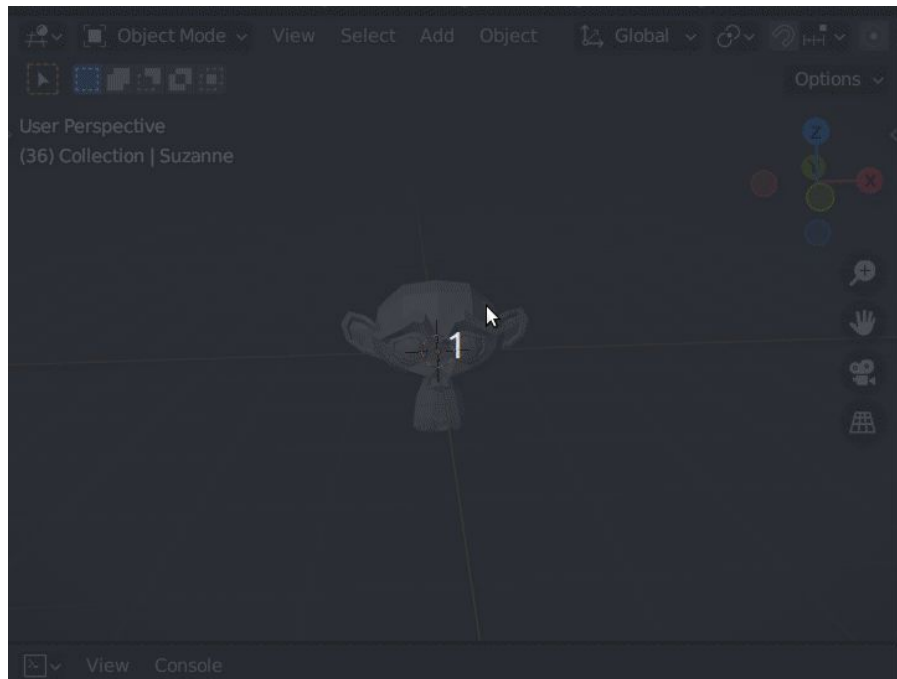 Object Mode View Select Add Object Global
Options
User Perspective
(36) Collection | Suzanne
Z
Y
X
1
View Console